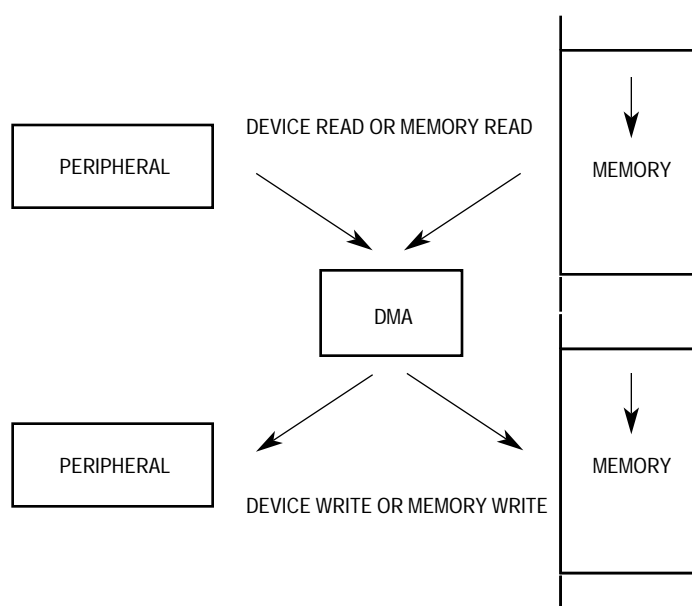 DEVICE READ OR MEMORY READ
PERIPHERAL
MEMORY
DMA
PERIPHERAL
MEMORY
DEVICE WRITE OR MEMORY WRITE